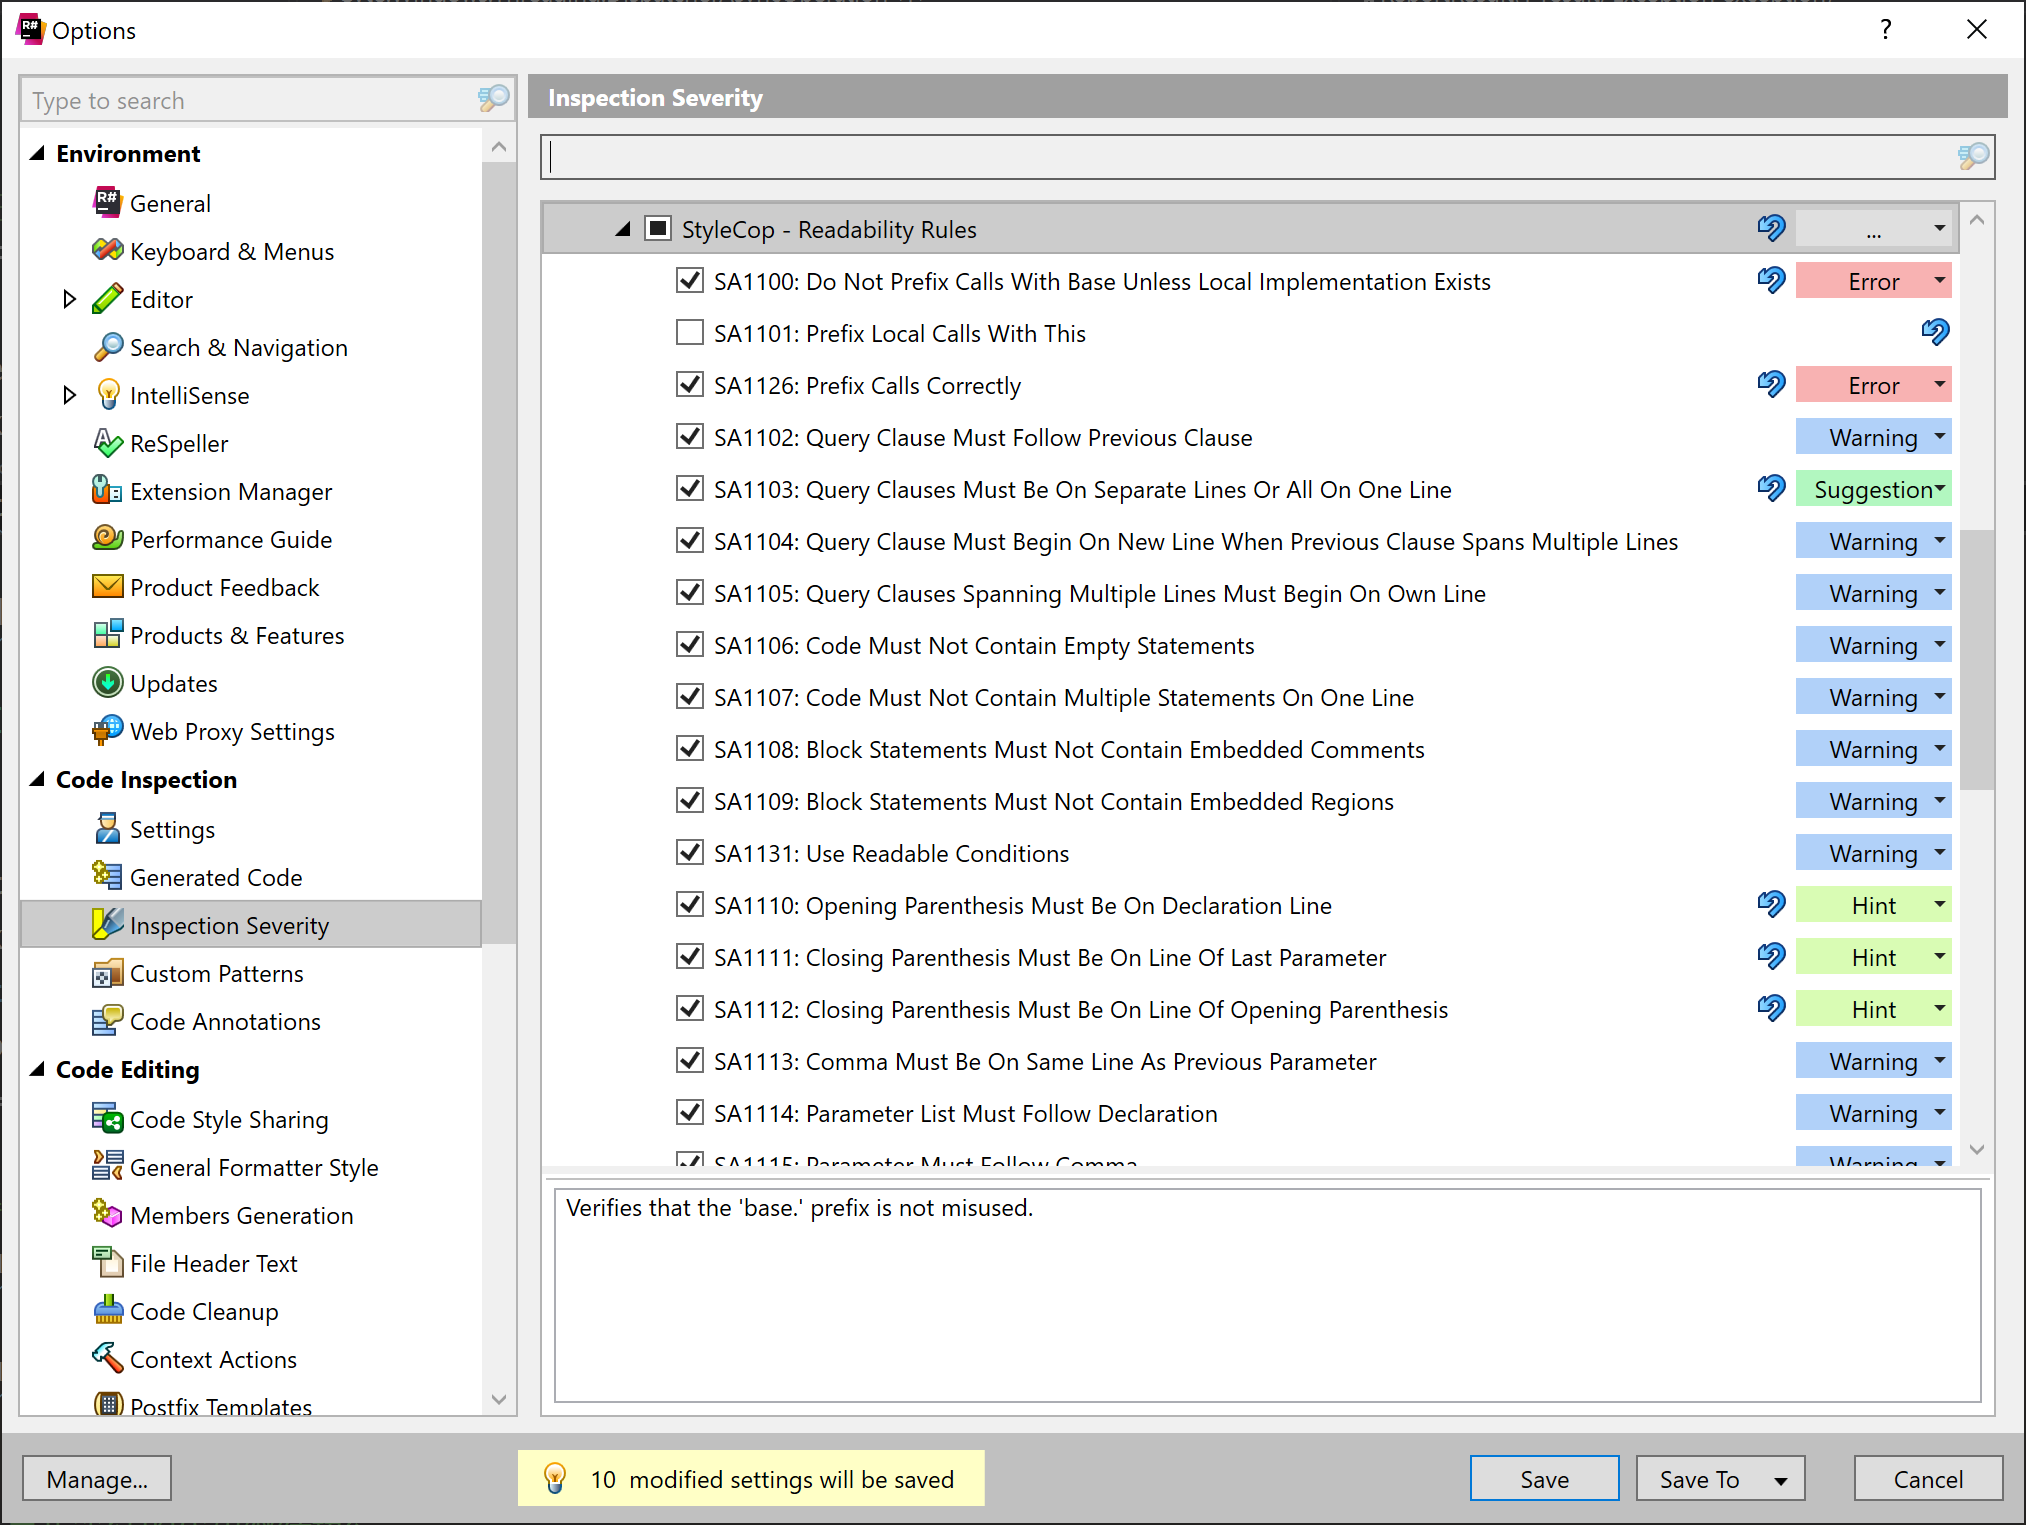 Options
?
Type to search
Environment
General
Keyboard & Menus
Editor
Search & Navigation
IntelliSense
ReSpeller
Extension Manager
Performance Guide
Product Feedback
Products & Features
Updates
Web Proxy Settings
Code Inspection
Settings
Generated Code
Inspection Severity
Custom Patterns
Code Annotations
Code Editing
Code Style Sharing
General Formatter Style
Members Generation
File Header Text
Code Cleanup
Context Actions
Postfix Templates
Inspection Severity
StyleCop - Readability Rules ...
SA1100: Do Not Prefix Calls With Base Unless Local Implementation Exists Error
SA1101: Prefix Local Calls With This
SA1126: Prefix Calls Correctly Error
SA1102: Query Clause Must Follow Previous Clause Warning
SA1103: Query Clauses Must Be On Separate Lines Or All On One Line Suggestion
SA1104: Query Clause Must Begin On New Line When Previous Clause Spans Multiple Lines Warning
SA1105: Query Clauses Spanning Multiple Lines Must Begin On Own Line Warning
SA1106: Code Must Not Contain Empty Statements Warning
SA1107: Code Must Not Contain Multiple Statements On One Line Warning
SA1108: Block Statements Must Not Contain Embedded Comments Warning
SA1109: Block Statements Must Not Contain Embedded Regions Warning
SA1131: Use Readable Conditions Warning
SA1110: Opening Parenthesis Must Be On Declaration Line Hint
SA1111: Closing Parenthesis Must Be On Line Of Last Parameter Hint
SA1112: Closing Parenthesis Must Be On Line Of Opening Parenthesis Hint
SA1113: Comma Must Be On Same Line As Previous Parameter Warning
SA1114: Parameter List Must Follow Declaration Warning
SA1115: Parameter Must Follow Comma Warning
Verifies that the 'base.' prefix is not misused.
Manage...
10 modified settings will be saved
Save
Save To
Cancel